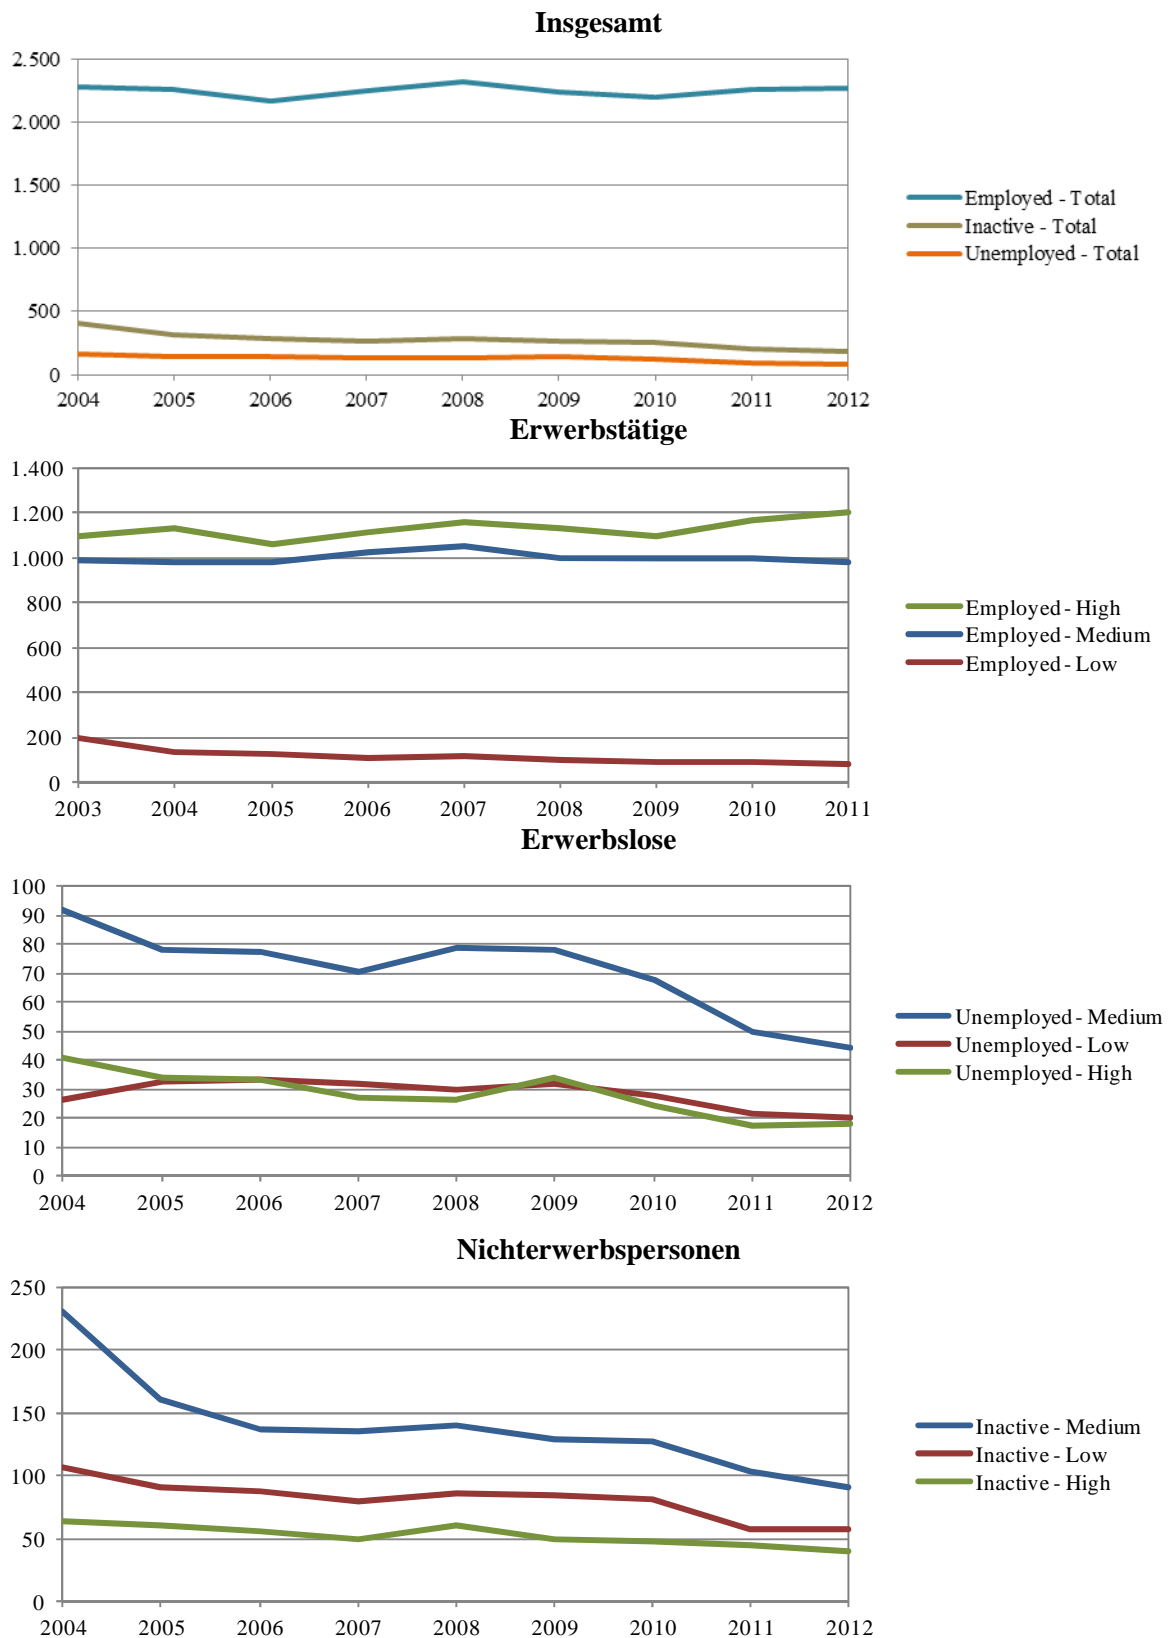 Insgesamt
2.500
2.000
1.500
1.000
500
0
2004 2005 2006 2007 2008 2009 2010 2011 2012
Employed - Total
Inactive - Total
Unemployed - Total
Erwerbstätige
1.400
1.200
1.000
800
600
400
200
0
2003 2004 2005 2006 2007 2008 2009 2010 2011
Employed - High
Employed - Medium
Employed - Low
Erwerbslose
100
90
80
70
60
50
40
30
20
10
0
2004 2005 2006 2007 2008 2009 2010 2011 2012
Unemployed - Medium
Unemployed - Low
Unemployed - High
Nichterwerbspersonen
250
200
150
100
50
0
2004 2005 2006 2007 2008 2009 2010 2011 2012
Inactive - Medium
Inactive - Low
Inactive - High